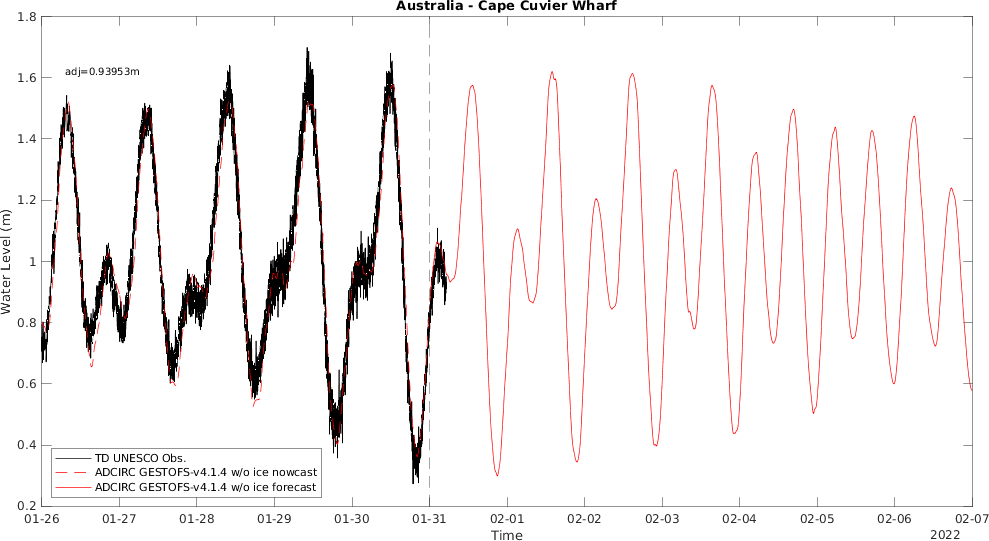 Australia - Cape Cuvier Wharf
adj=0.93953m
Water Level (m)
1.8
1.6
1.4
1.2
1
0.8
0.6
0.4
0.2
TD UNESCO Obs.
ADCIRC GESTOFS-v4.1.4 w/o ice nowcast
ADCIRC GESTOFS-v4.1.4 w/o ice forecast
01-26 01-27 01-28 01-29 01-30 01-31 02-01 02-02 02-03 02-04 02-05 02-06 02-07
Time
2022